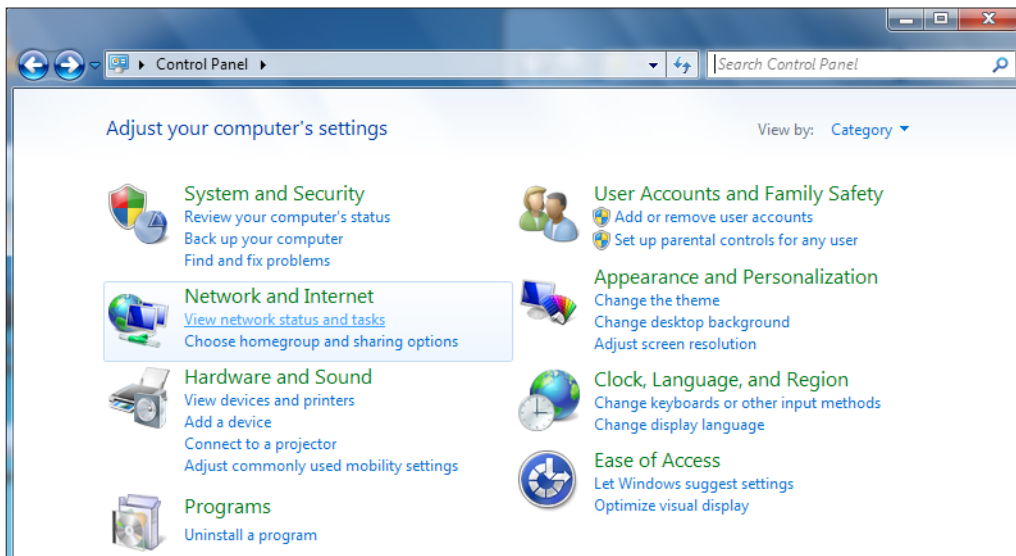 Control Panel
Search Control Panel
Adjust your computer's settings
View by: Category
System and Security
Review your computer's status
Back up your computer
Find and fix problems
Network and Internet
View network status and tasks
Choose homegroup and sharing options
Hardware and Sound
View devices and printers
Add a device
Connect to a projector
Adjust commonly used mobility settings
Programs
Uninstall a program
User Accounts and Family Safety
Add or remove user accounts
Set up parental controls for any user
Appearance and Personalization
Change the theme
Change desktop background
Adjust screen resolution
Clock, Language, and Region
Change keyboards or other input methods
Change display language
Ease of Access
Let Windows suggest settings
Optimize visual display